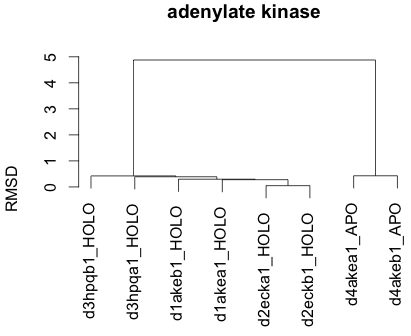 adenylate kinase
RMSD
5
4
3
2
1
0
d3hpqb1_HOLO
d3hpqa1_HOLO
d1akeb1_HOLO
d1akea1_HOLO
d2ecka1_HOLO
d2eckb1_HOLO
d4akea1_APO
d4akeb1_APO